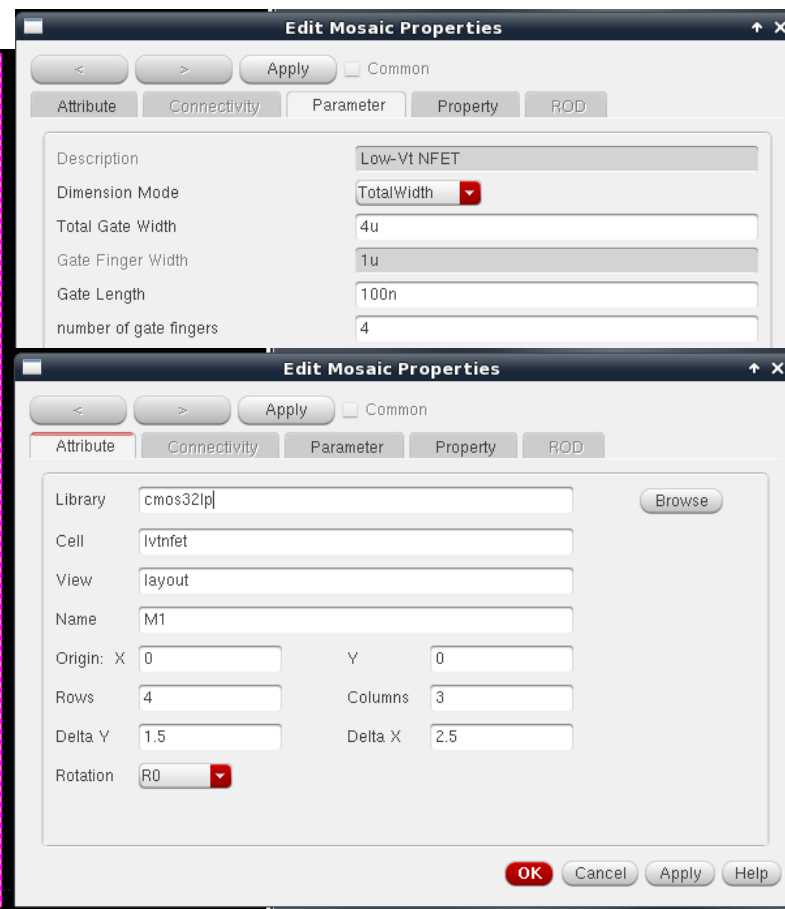 Edit Mosaic Properties
< > Apply Common
Attribute Connectivity Parameter Property ROD
Description Low-Vt NFET
Dimension Mode TotalWidth
Total Gate Width 4u
Gate Finger Width 1u
Gate Length 100n
number of gate fingers 4
Edit Mosaic Properties
< > Apply Common
Attribute Connectivity Parameter Property ROD
Library cmos32lp Browse
Cell lvtnfet
View layout
Name M1
Origin: X 0 Y 0
Rows 4 Columns 3
Delta Y 1.5 Delta X 2.5
Rotation R0
OK Cancel Apply Help